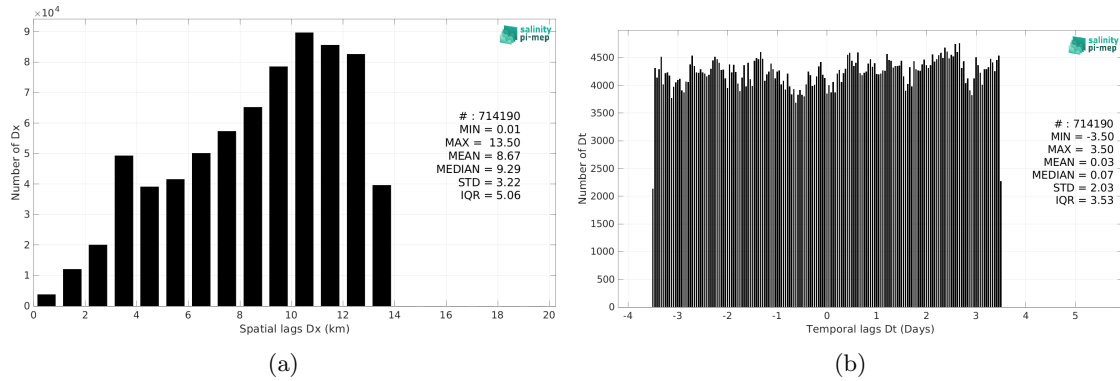 ×10⁴
9
8
7
6
5
4
3
2
1
0
Number of Dx
0 2 4 6 8 10 12 14 16 18 20
Spatial lags Dx (km)
salinity
pi-mep
# : 714190
MIN = 0.01
MAX = 13.50
MEAN = 8.67
MEDIAN = 9.29
STD = 3.22
IQR = 5.06
(a)
4500
4000
3500
3000
2500
2000
1500
1000
500
0
Number of Dt
-4 -3 -2 -1 0 1 2 3 4 5
Temporal lags Dt (Days)
salinity
pi-mep
# : 714190
MIN = -3.50
MAX = 3.50
MEAN = 0.03
MEDIAN = 0.07
STD = 2.03
IQR = 3.53
(b)